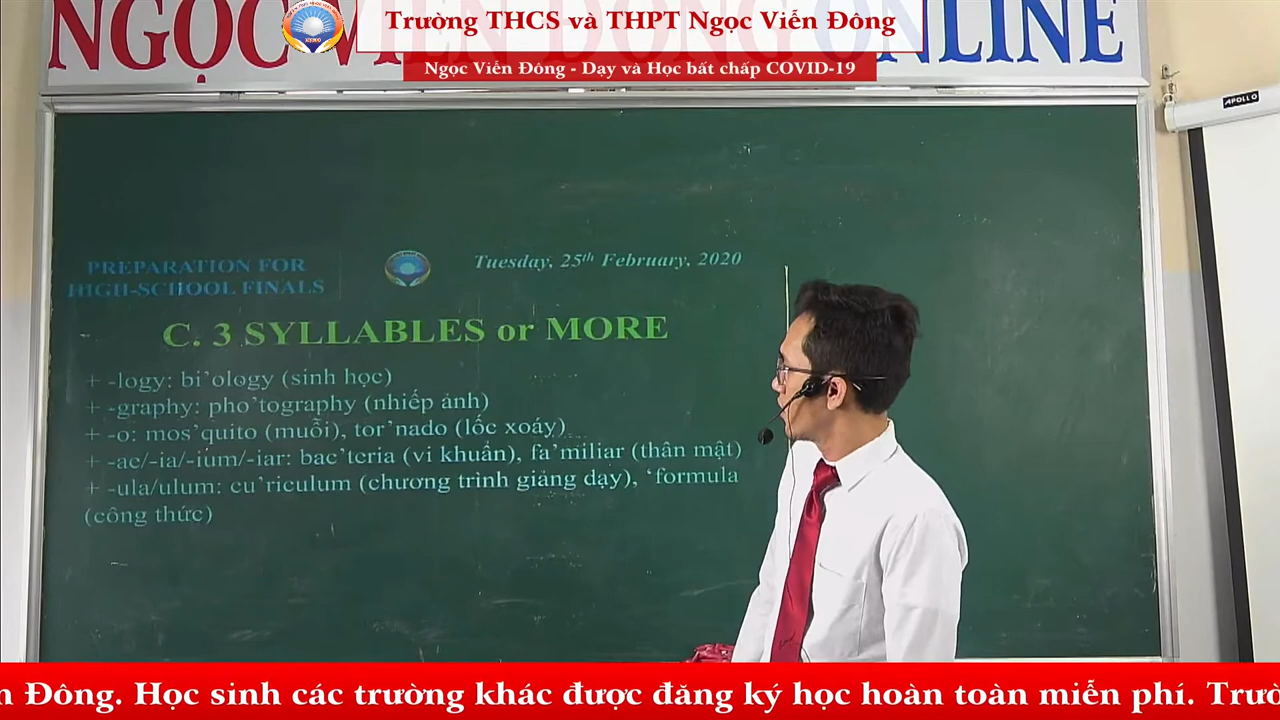 NGỌC VIỄN ĐÔNG ONLINE
Trường THCS và THPT Ngọc Viễn Đông
Ngọc Viễn Đông - Dạy và Học bất chấp COVID-19
APOLLO
PREPARATION FOR
HIGH-SCHOOL FINALS
Tuesday, 25th February, 2020
C. 3 SYLLABLES or MORE
+ -logy: bi’ology (sinh học)
+ -graphy: pho’tography (nhiếp ảnh)
+ -o: mos’quito (muỗi), tor’nado (lốc xoáy)
+ -ac/-ia/-ium/-iar: bac’teria (vi khuẩn), fa’miliar (thân mật)
+ -ula/ulum: cu’riculum (chương trình giảng dạy), ‘formula
(công thức)
n Đông. Học sinh các trường khác được đăng ký học hoàn toàn miễn phí. Trườ